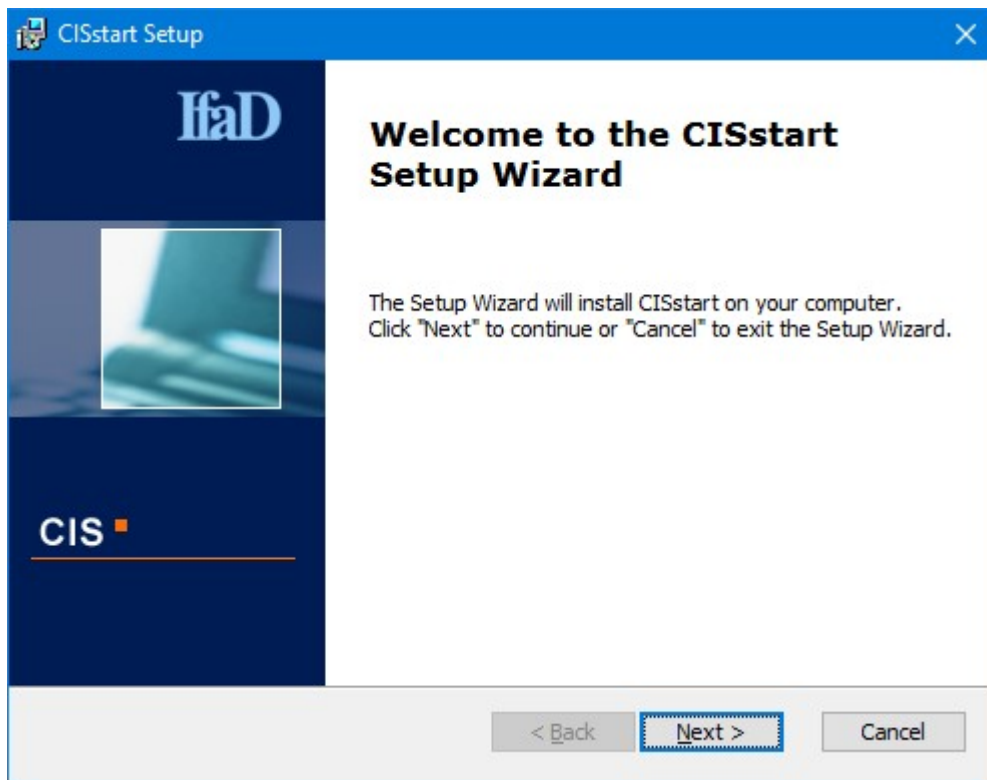 CISstart Setup
IfaD
Welcome to the CISstart
Setup Wizard
The Setup Wizard will install CISstart on your computer.
Click "Next" to continue or "Cancel" to exit the Setup Wizard.
CIS
< Back Next > Cancel